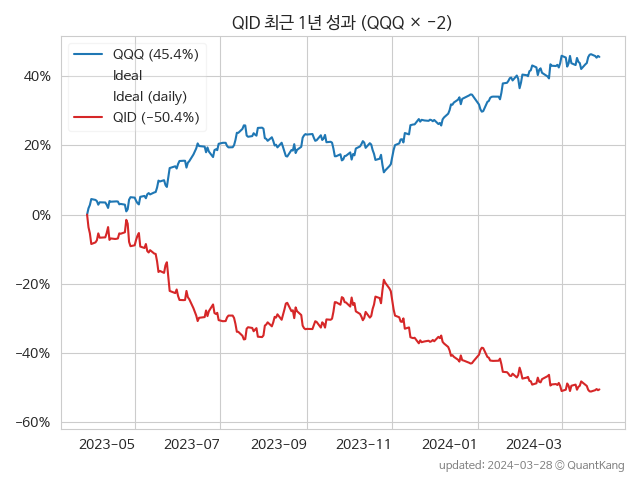 QID 최근 1년 성과 (QQQ × −2)
QQQ (45.4%)
Ideal
Ideal (daily)
QID (−50.4%)
40%
20%
0%
−20%
−40%
−60%
2023−05
2023−07
2023−09
2023−11
2024−01
2024−03
updated: 2024−03−28 © QuantKang